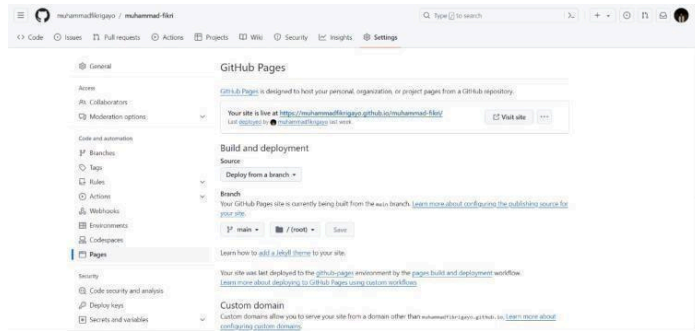 muhammadfikrigayo / muhammad-fikri
Type / to search
Code Issues Pull requests Actions Projects Wiki Security Insights Settings
General
Access
Collaborators
Moderation options
Code and automation
Branches
Tags
Rules
Actions
Webhooks
Environments
Codespaces
Pages
Security
Code security and analysis
Deploy keys
Secrets and variables
GitHub Pages
GitHub Pages is designed to host your personal, organization, or project pages from a GitHub repository.
Your site is live at https://muhammadfikrigayo.github.io/muhammad-fikri/
Last deployed by muhammadfikrigayo last week
Visit site
Build and deployment
Source
Deploy from a branch
Branch
Your GitHub Pages site is currently being built from the main branch. Learn more about configuring the publishing source for
your site.
main / (root) Save
Learn how to add a Jekyll theme to your site.
Your site was last deployed to the github-pages environment by the pages build and deployment workflow.
Learn more about deploying to GitHub Pages using custom workflows
Custom domain
Custom domains allow you to serve your site from a domain other than muhammadfikrigayo.github.io. Learn more about
configuring custom domains.